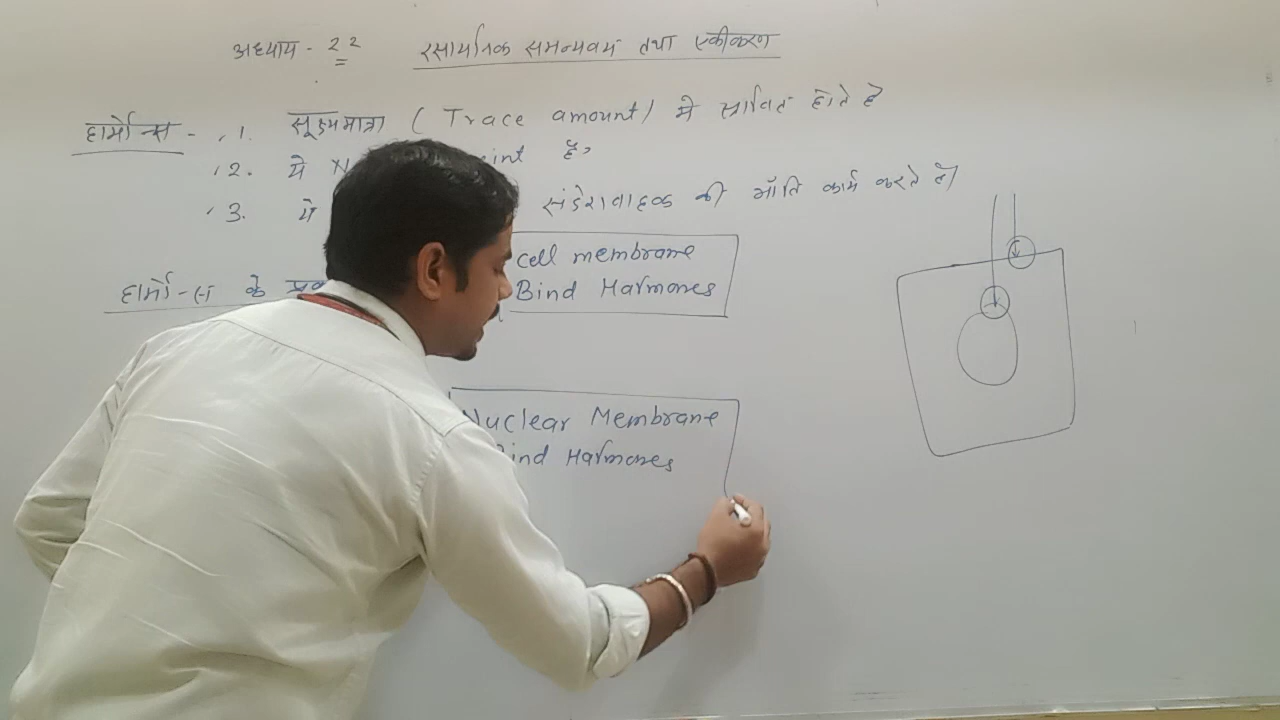 अध्याय - 22 रसायनिक समन्यवय तथा एकीकरण
हार्मोन्स - 1. सूक्ष्ममात्रा (Trace amount) मे स्रावित होते है
2. ये है,
3. ये संदेशवाहक की भाँति कार्य करते हैं
cell membrane
हार्मोन्स के Bind Harmones
Nuclear Membrane
Bind Harmones